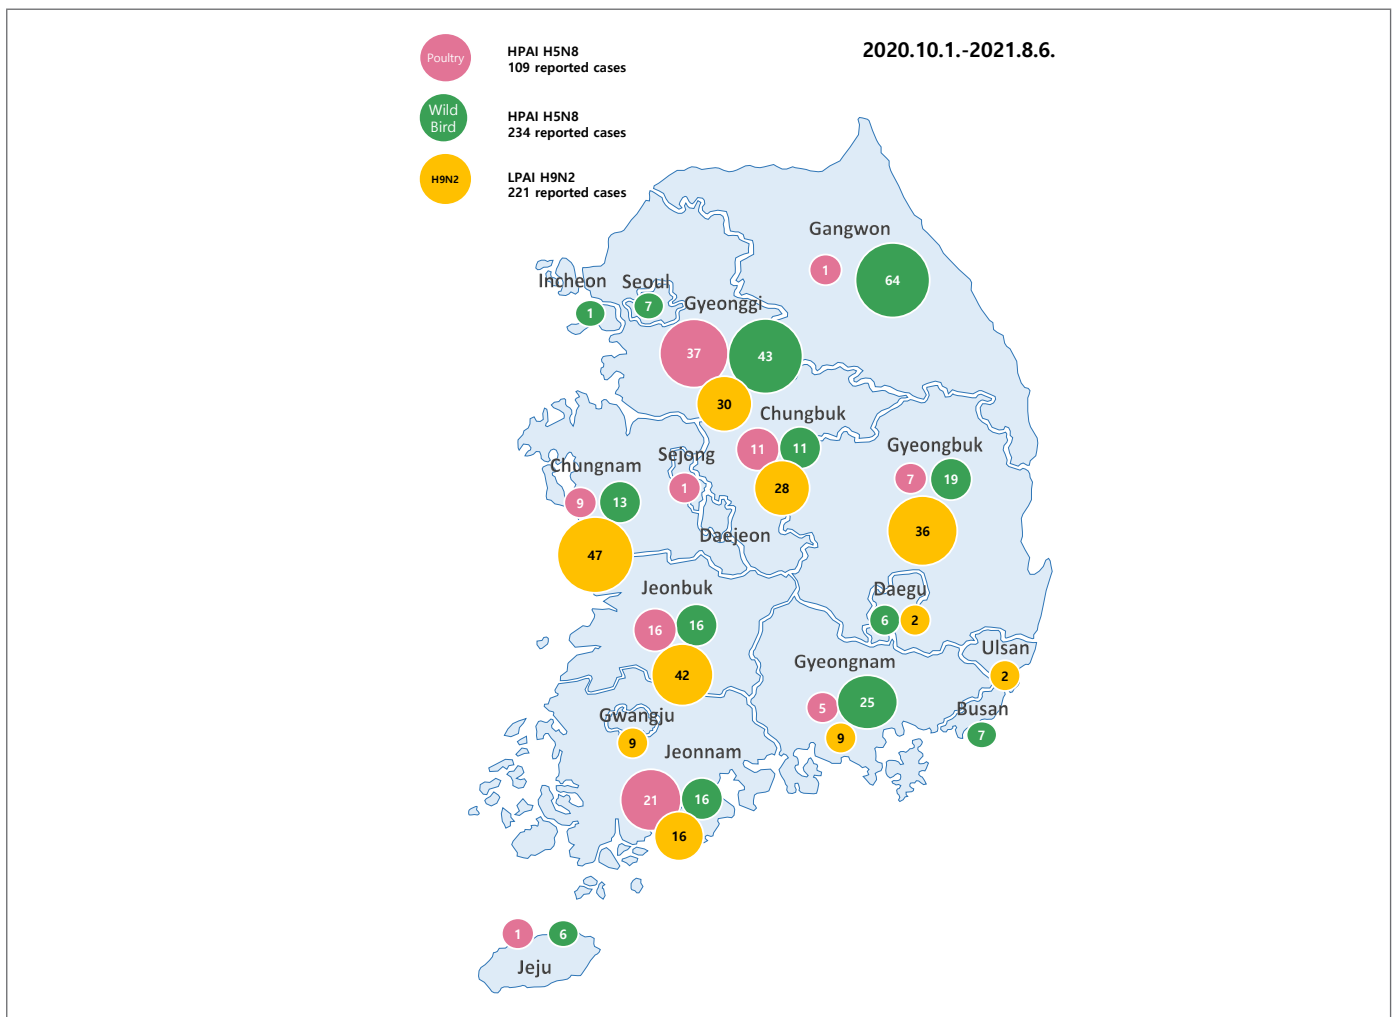 Poultry
HPAI H5N8
109 reported cases
2020.10.1.-2021.8.6.
Wild
Bird
HPAI H5N8
234 reported cases
H9N2
LPAI H9N2
221 reported cases
Gangwon
1
64
Incheon
1
Seoul
7
Gyeonggi
37
43
30
Chungbuk
11
11
28
Gyeongbuk
7
19
36
Sejong
1
Chungnam
9
13
47
Daejeon
Jeonbuk
16
16
42
Daegu
6
2
Ulsan
2
Gyeongnam
5
25
9
Busan
7
Gwangju
9
Jeonnam
21
16
16
1
6
Jeju